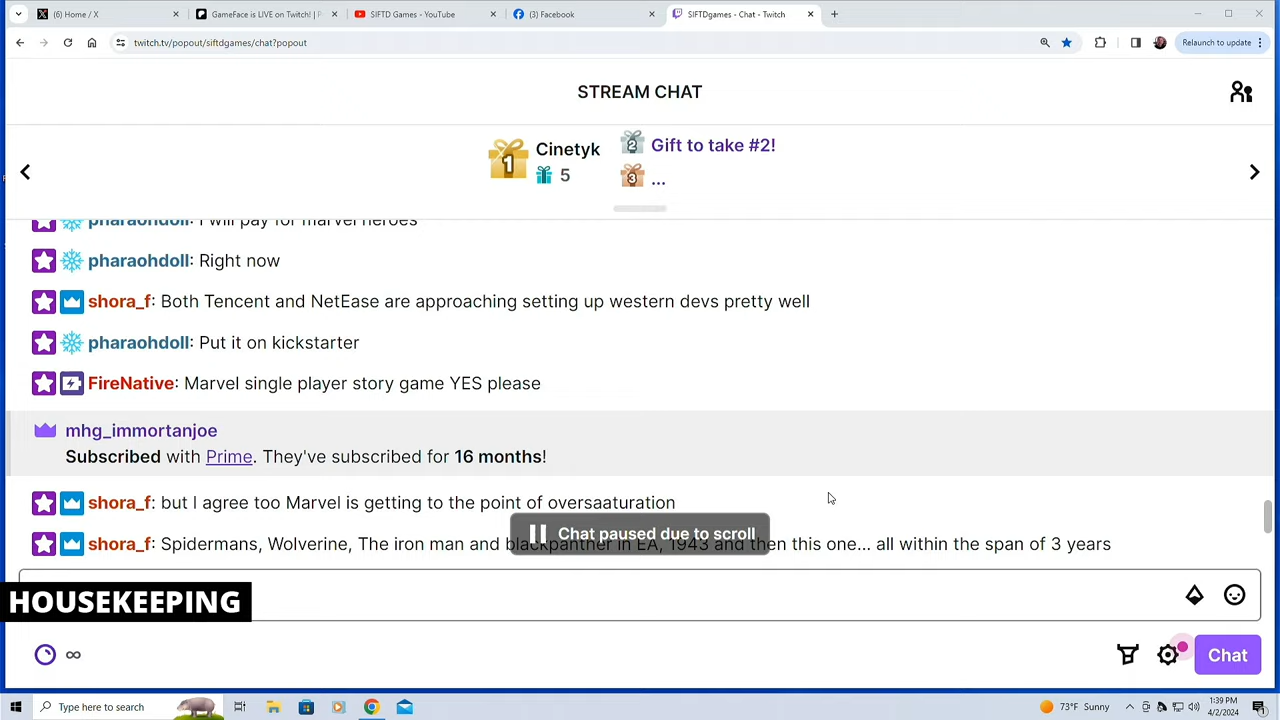 (6) Home / X
GameFace is LIVE on Twitch! | P
SIFTD Games - YouTube
(3) Facebook
SIFTDgames - Chat - Twitch
twitch.tv/popout/siftdgames/chat?popout
Relaunch to update
STREAM CHAT
1
Cinetyk
5
2
Gift to take #2!
3
...
pharaohdoll: I will pay for marvel heroes
pharaohdoll: Right now
shora_f: Both Tencent and NetEase are approaching setting up western devs pretty well
pharaohdoll: Put it on kickstarter
FireNative: Marvel single player story game YES please
mhg_immortanjoe
Subscribed with Prime. They've subscribed for 16 months!
shora_f: but I agree too Marvel is getting to the point of oversaaturation
Chat paused due to scroll
shora_f: Spidermans, Wolverine, The iron man and blackpanther in EA, 1943 and then this one... all within the span of 3 years
HOUSEKEEPING
∞
Chat
Type here to search
73°F Sunny
1:39 PM
4/2/2024